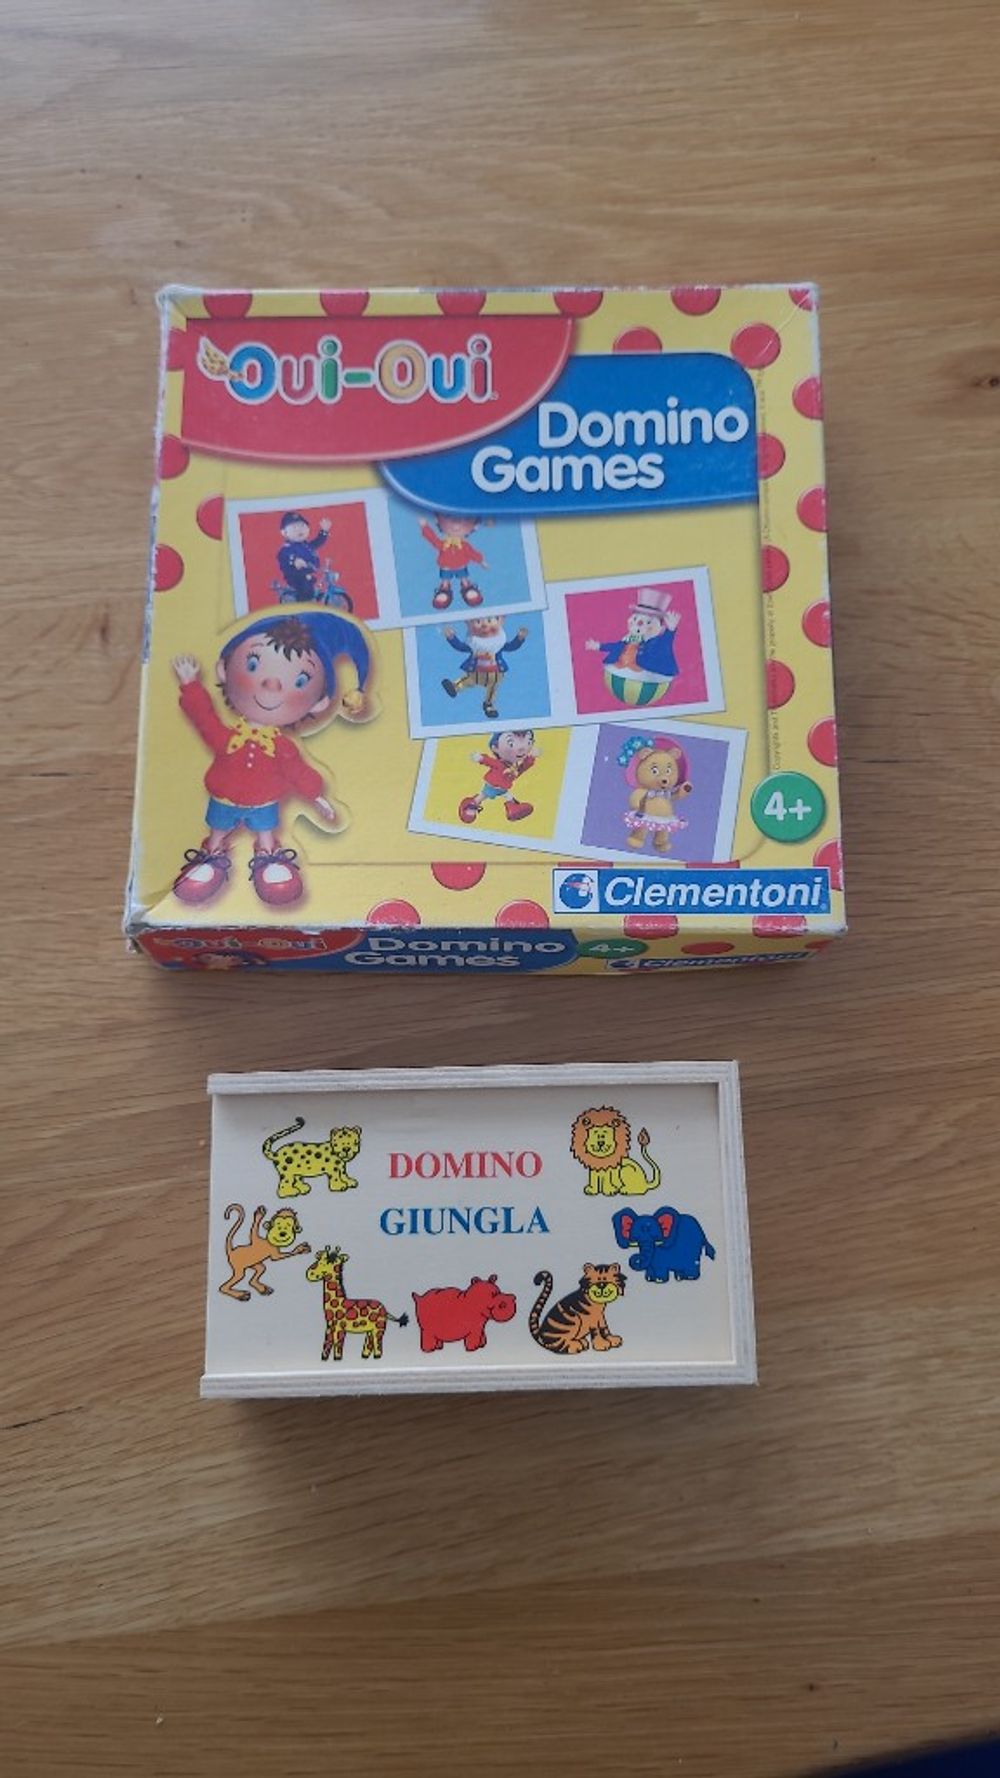 Oui-Oui
Domino
Games
4+
Clementoni
Oui-Oui
Domino
Games
4+
Clementoni
DOMINO
GIUNGLA